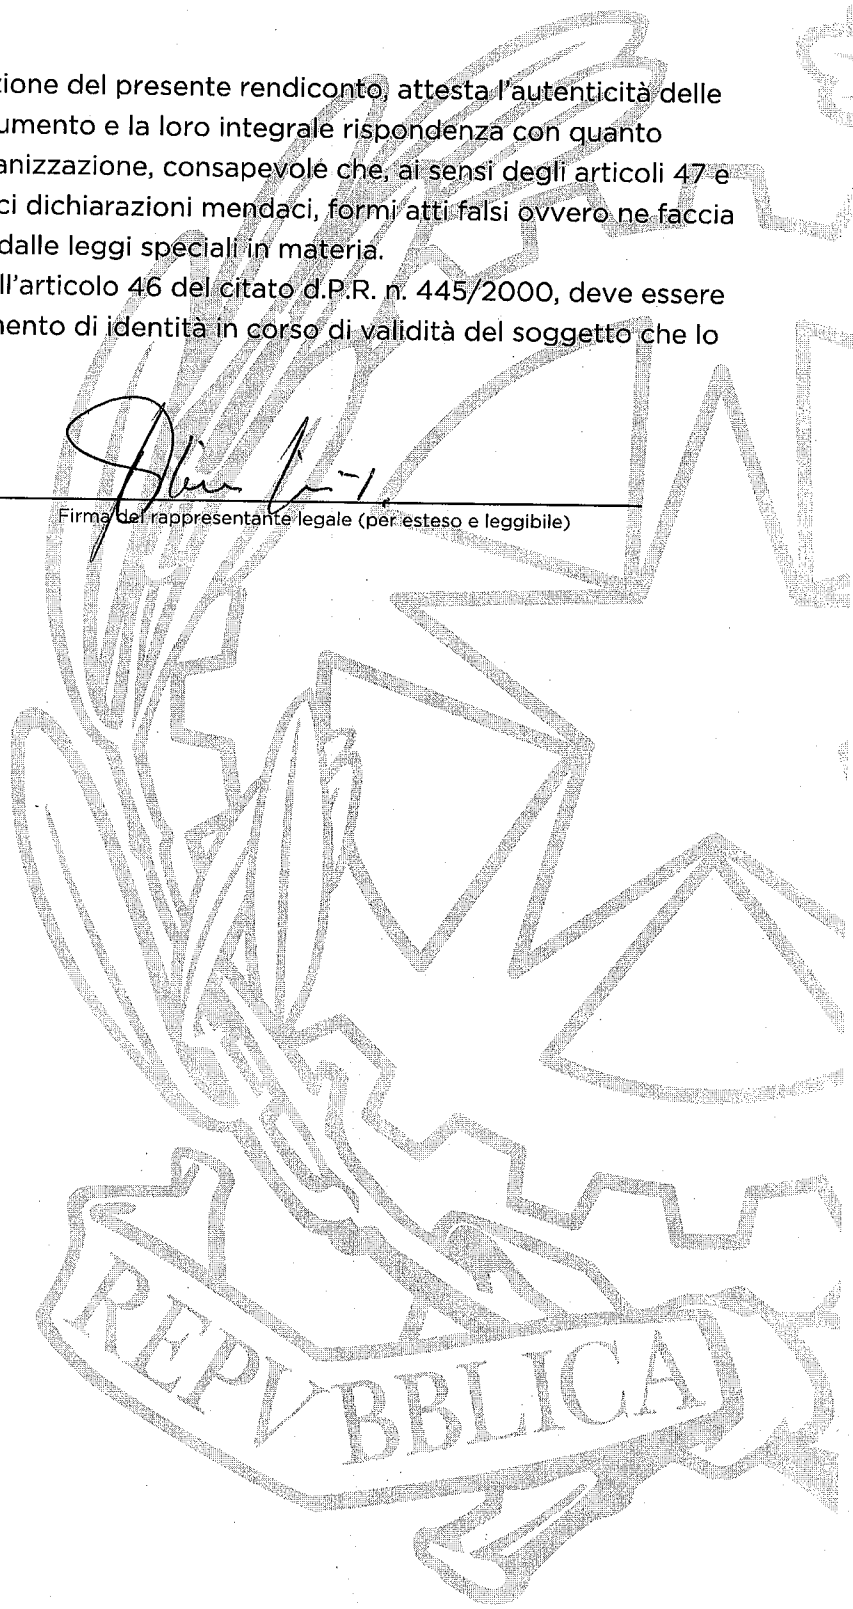 zione del presente rendiconto, attesta l'autenticità delle
umento e la loro integrale rispondenza con quanto
anizzazione, consapevole che, ai sensi degli articoli 47 e
ci dichiarazioni mendaci, formi atti falsi ovvero ne faccia
dalle leggi speciali in materia.
ll'articolo 46 del citato d.P.R. n. 445/2000, deve essere
mento di identità in corso di validità del soggetto che lo
Firma del rappresentante legale (per esteso e leggibile)
REPVBBLICA